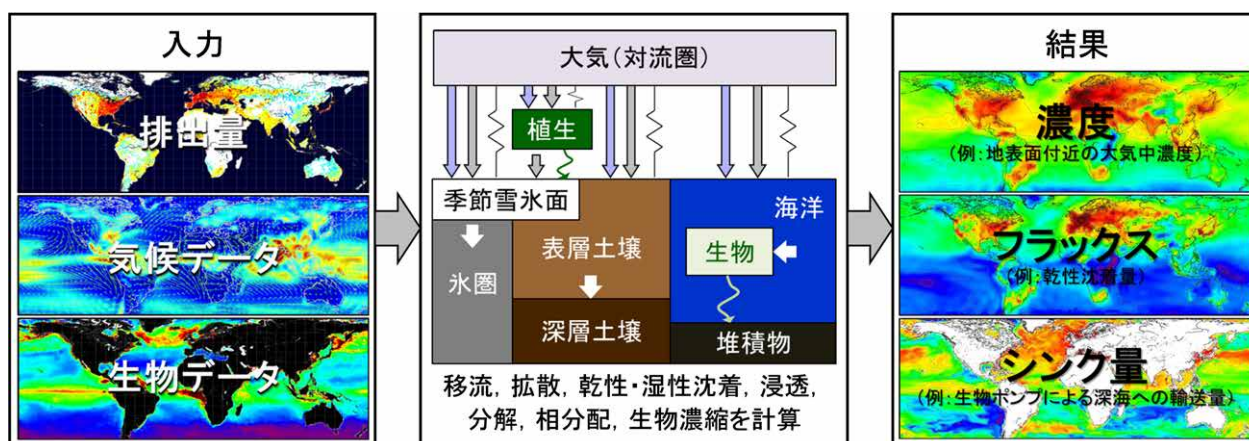 入力
排出量
気候データ
生物データ
大気(対流圏)
植生
季節雪氷面
氷圏
表層土壌
深層土壌
海洋
生物
堆積物
移流, 拡散, 乾性・湿性沈着, 浸透,
分解, 相分配, 生物濃縮を計算
結果
濃度
(例:地表面付近の大気中濃度)
フラックス
(例:乾性沈着量)
シンク量
(例:生物ポンプによる深海への輸送量)